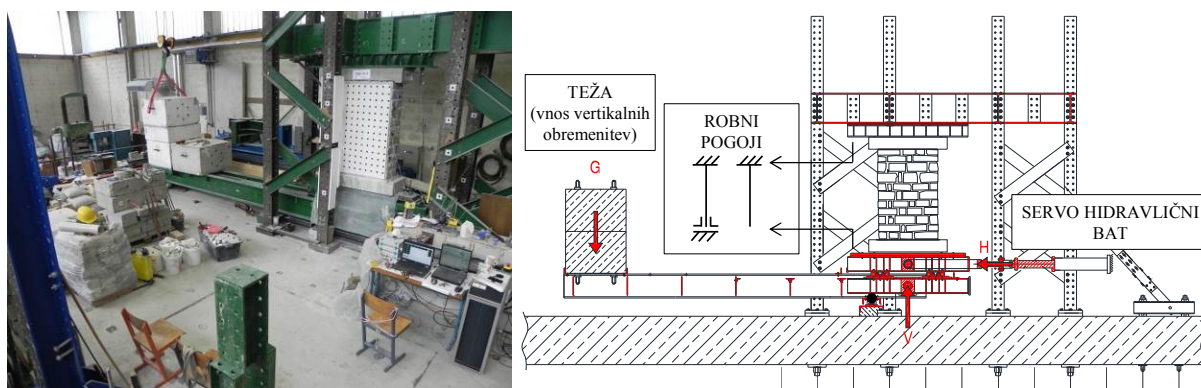 TEŽA
(vnos vertikalnih
obremenitev)
G
ROBNI
POGOJI
SERVO HIDRAVLIČNI
BAT
H
V